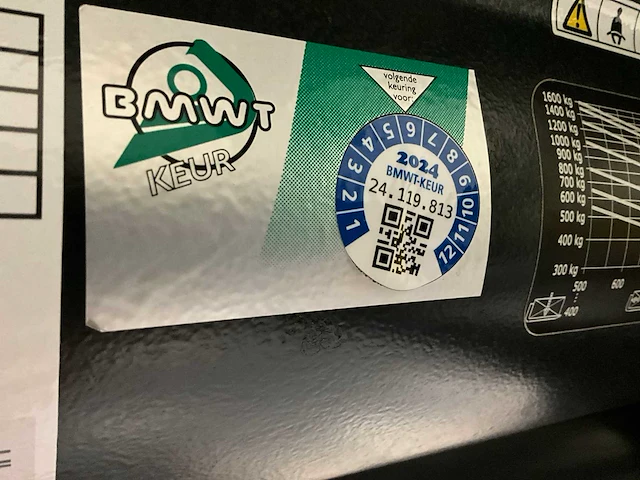 BMWT
KEUR
volgende
keuring
voor:
1 2 3 4 5 6 7 8 9 10 11 12
2024
BMWT-KEUR
24.119.813
1600 kg
1400 kg
1200 kg
1000 kg
900 kg
800 kg
700 kg
600 kg
500 kg
400 kg
300 kg
500 600
400